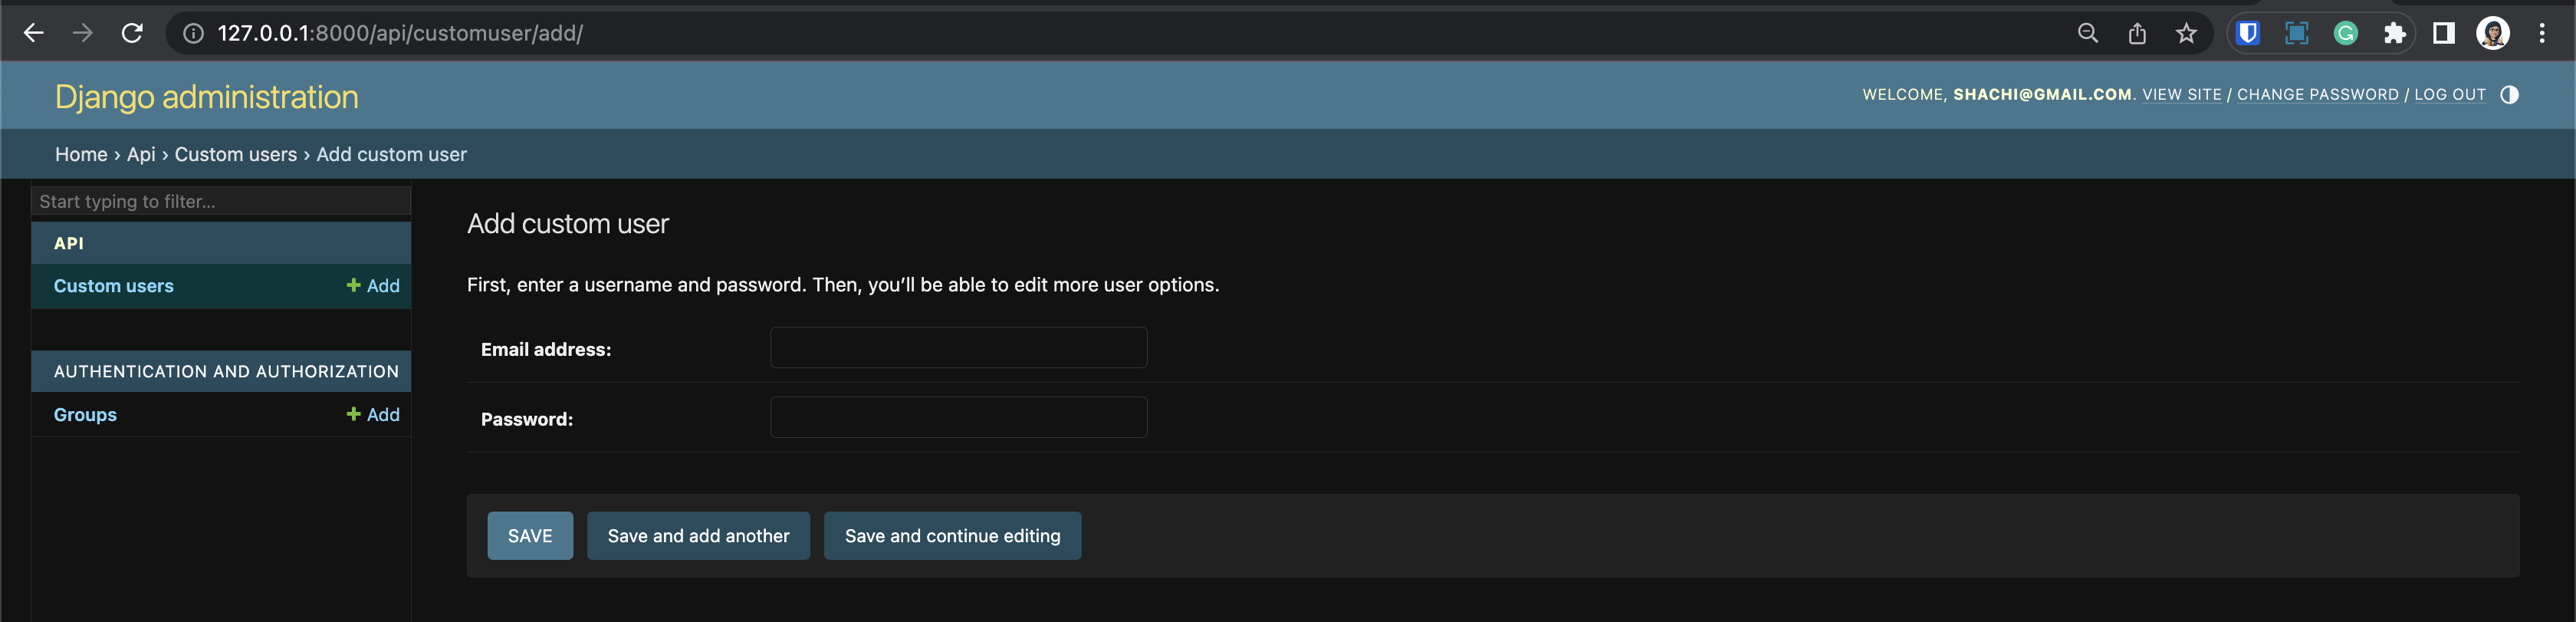 127.0.0.1:8000/api/customuser/add/
Django administration
WELCOME, SHACHI@GMAIL.COM. VIEW SITE / CHANGE PASSWORD / LOG OUT
Home › Api › Custom users › Add custom user
Start typing to filter...
API
Custom users + Add
AUTHENTICATION AND AUTHORIZATION
Groups + Add
Add custom user
First, enter a username and password. Then, you’ll be able to edit more user options.
Email address:
Password:
SAVE Save and add another Save and continue editing